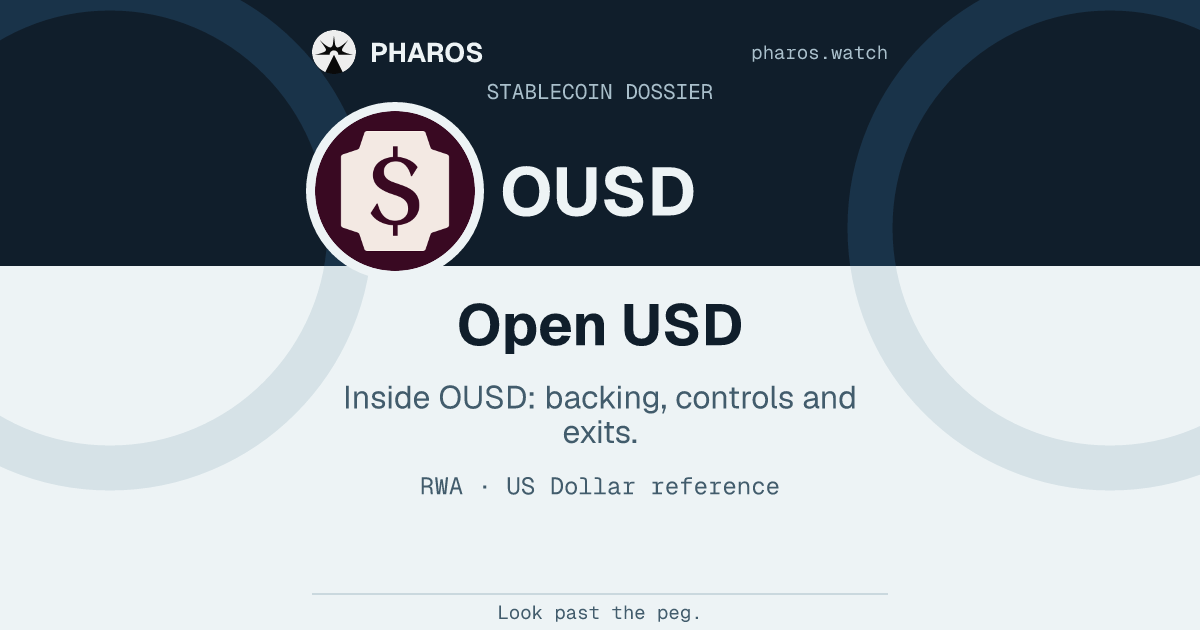 PHAROS
pharos.watch
STABLECOIN DOSSIER
$
OUSD
Open USD
Inside OUSD: backing, controls and
exits.
RWA · US Dollar reference
Look past the peg.